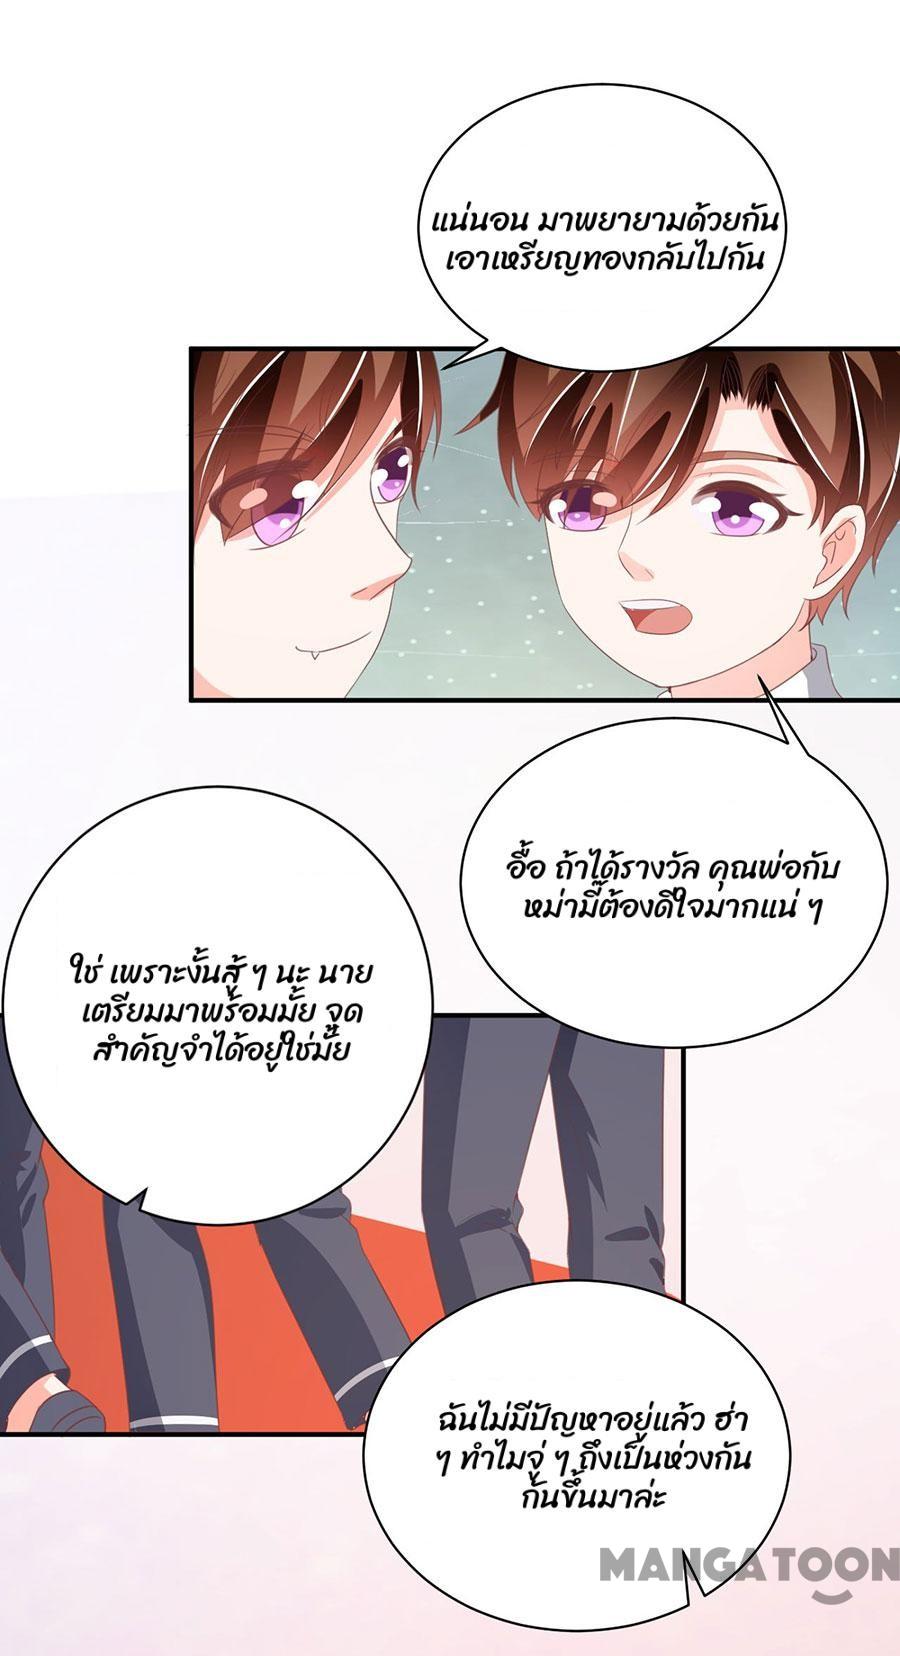 แน่นอน มาพยายามด้วยกัน
เอาเหรียญทองกลับไปกัน
อื้อ ถ้าได้รางวัล คุณพ่อกับ
หม่ามี๊ต้องดีใจมากแน่ ๆ
ใช่ เพราะงั้นสู้ ๆ นะ นาย
เตรียมมาพร้อมมั้ย จุด
สำคัญจำได้อยู่ใช่มั้ย
ฉันไม่มีปัญหาอยู่แล้ว ฮ่า
ๆ ทำไมจู่ ๆ ถึงเป็นห่วงกัน
กันขึ้นมาล่ะ
MANGATOON